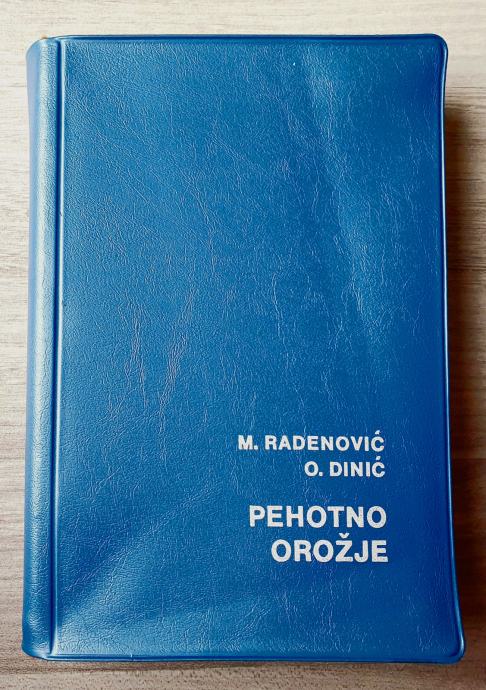 M. RADENOVIĆ
O. DINIĆ
PEHOTNO
OROŽJE